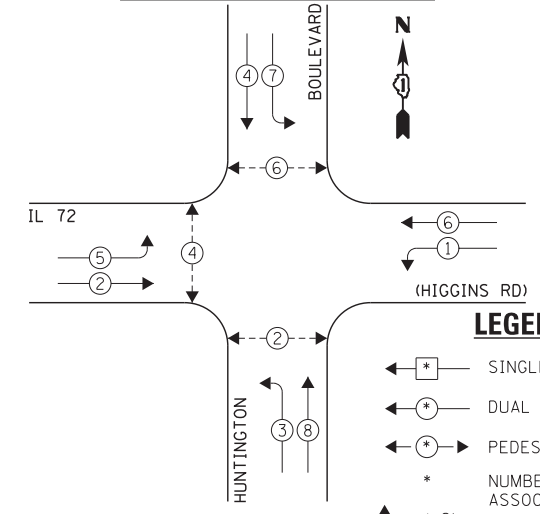 BOULEVARD
N
4
7
6
IL 72
4
6
5
1
2
(HIGGINS RD)
2
LEGE
* SINGL
* DUAL
HUNTINGTON
3
8
* PEDES
* NUMBE
ASSOC